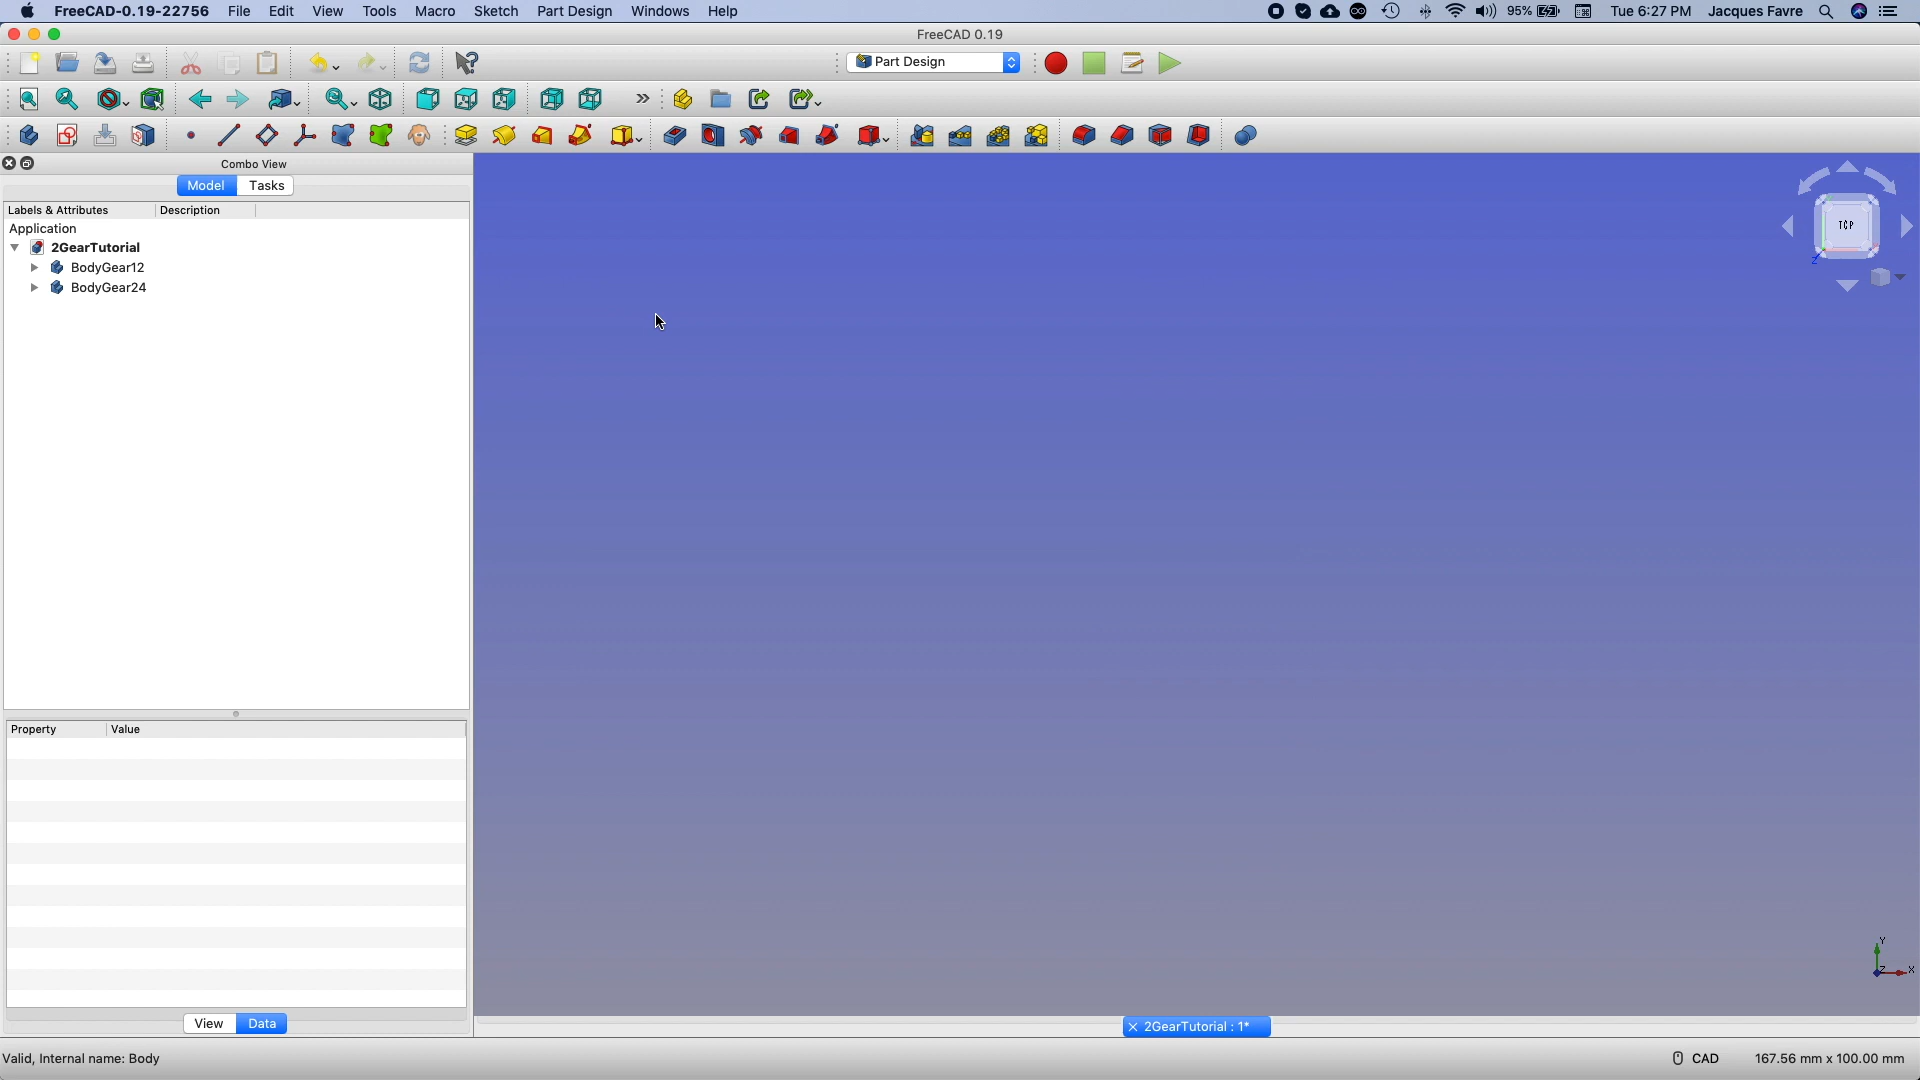 FreeCAD-0.19-22756 File Edit View Tools Macro Sketch Part Design Windows Help 95% Tue 6:27 PM Jacques Favre
FreeCAD 0.19
Part Design
Combo View
Model Tasks
Labels & Attributes Description
Application
2GearTutorial
BodyGear12
BodyGear24
TOP
Z
Property Value
Y
Z X
View Data
2GearTutorial : 1*
Valid, Internal name: Body CAD 167.56 mm x 100.00 mm